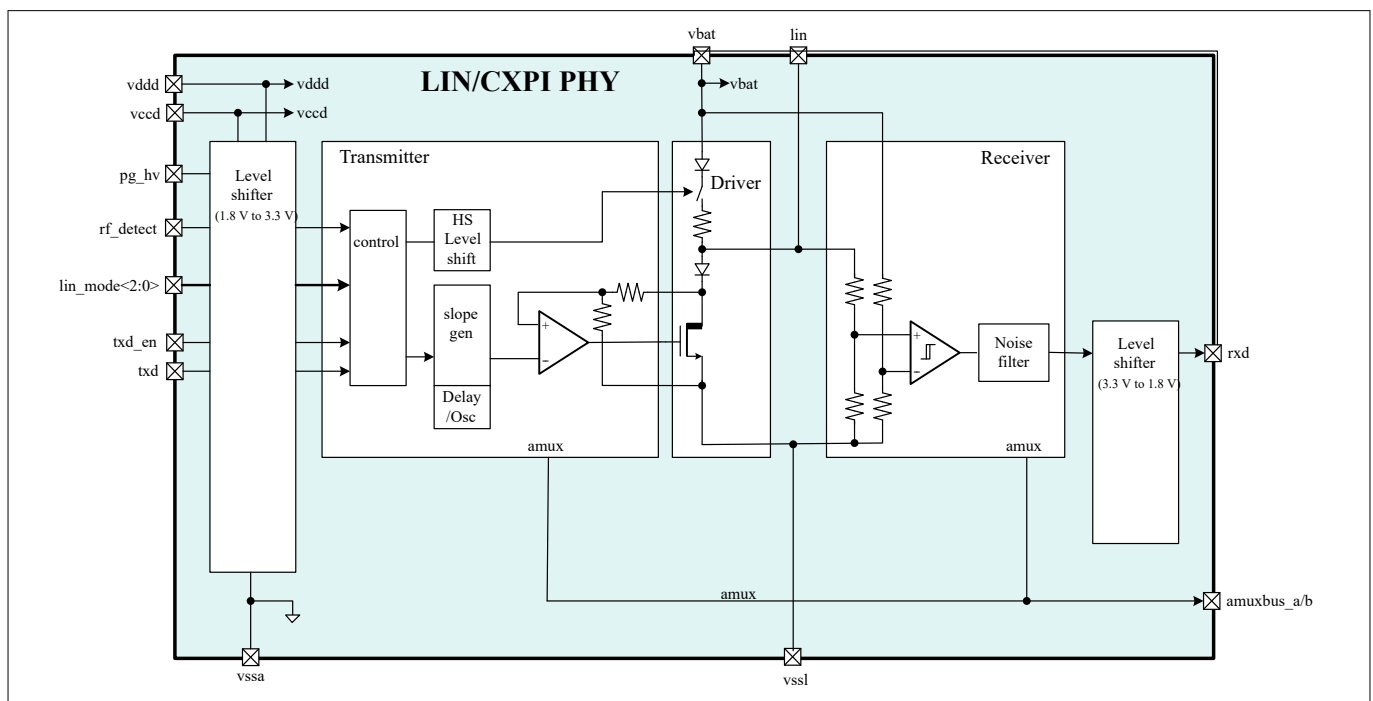 vbat
lin
LIN/CXPI PHY
vddd
vddd
vbat
vccd
vccd
Transmitter
Driver
Receiver
pg_hv
Level
shifter
(1.8 V to 3.3 V)
rf_detect
control
HS
Level
shift
lin_mode<2:0>
slope
gen
+
−
txd_en
txd
Delay
/Osc
+
−
Noise
filter
Level
shifter
(3.3 V to 1.8 V)
rxd
amux
amux
amux
amuxbus_a/b
vssa
vssl